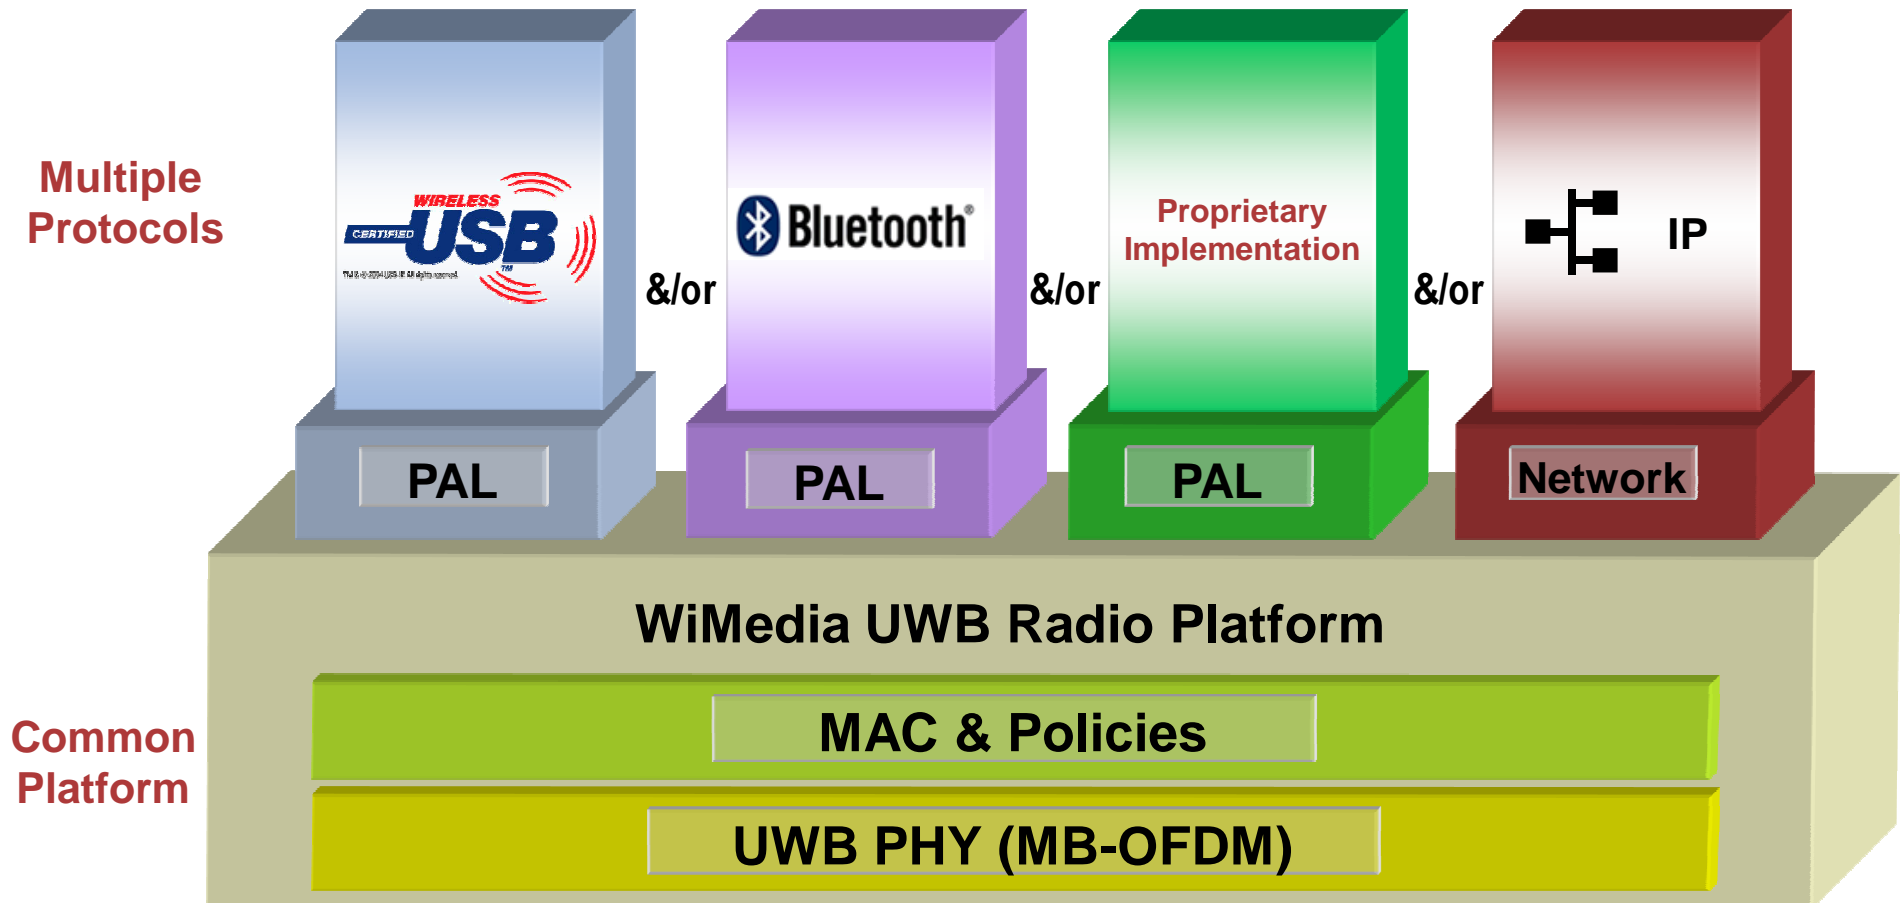 Multiple
Protocols
WIRELESS
CERTIFIED USB
TM
&/or
Bluetooth®
&/or
Proprietary
Implementation
&/or
IP
PAL
PAL
PAL
Network
WiMedia UWB Radio Platform
Common
Platform
MAC & Policies
UWB PHY (MB-OFDM)